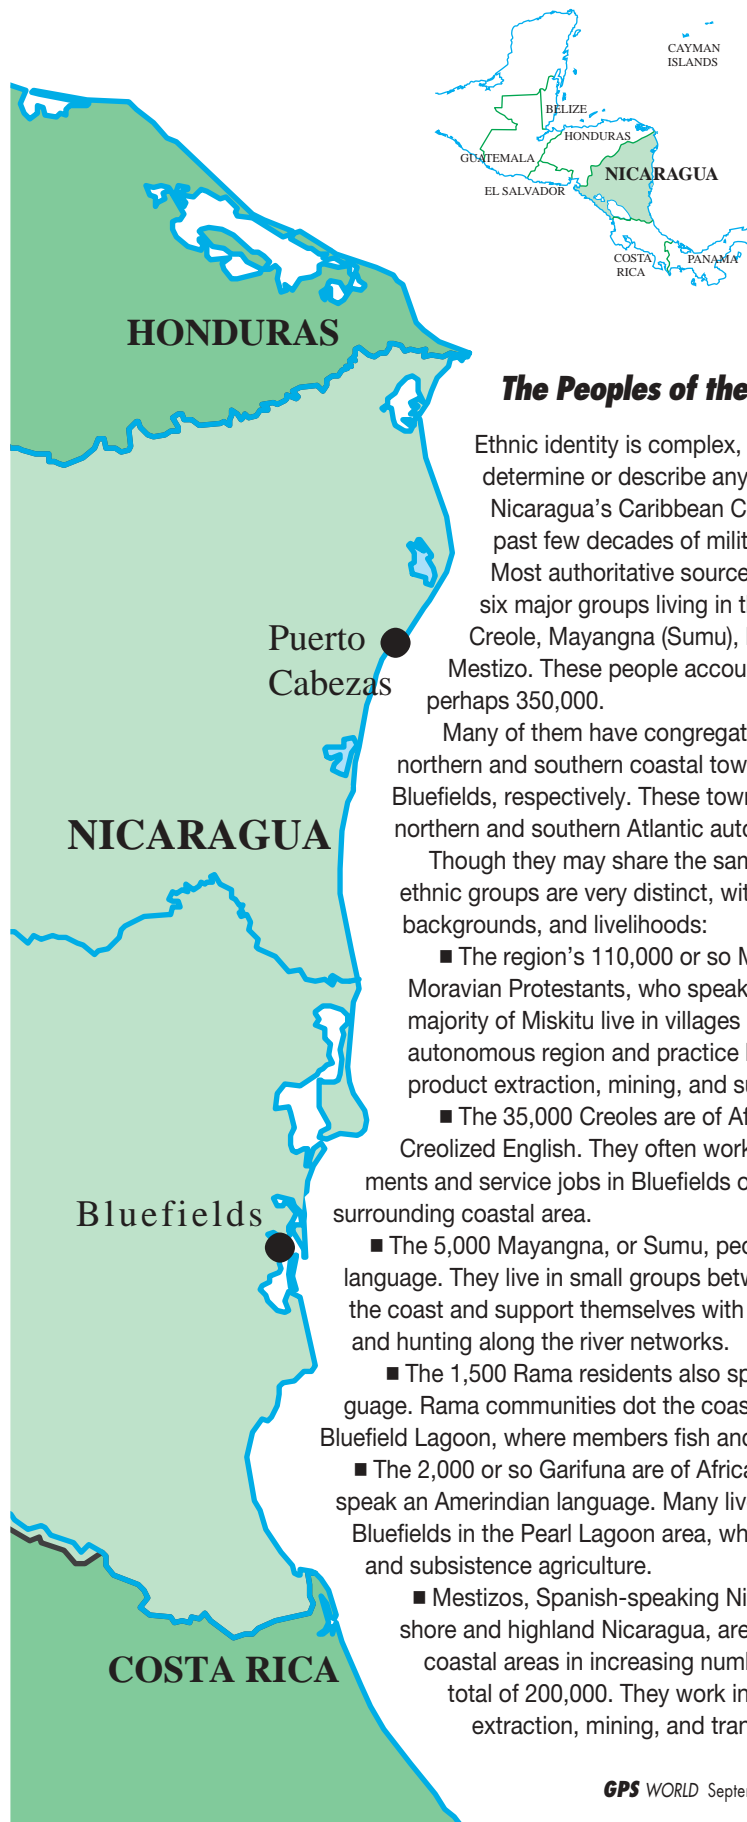 CAYMAN
ISLANDS
BELIZE
HONDURAS
GUATEMALA
NICARAGUA
EL SALVADOR
COSTA
RICA
PANAMA
HONDURAS
Puerto
Cabezas
NICARAGUA
Bluefields
COSTA RICA
The Peoples of the
Ethnic identity is complex,
determine or describe any
Nicaragua's Caribbean C
past few decades of milit
Most authoritative source
six major groups living in t
Creole, Mayangna (Sumu),
Mestizo. These people accou
perhaps 350,000.
Many of them have congregat
northern and southern coastal tow
Bluefields, respectively. These town
northern and southern Atlantic auto
Though they may share the sam
ethnic groups are very distinct, wit
backgrounds, and livelihoods:
■ The region's 110,000 or so M
Moravian Protestants, who speak
majority of Miskitu live in villages
autonomous region and practice
product extraction, mining, and su
■ The 35,000 Creoles are of Af
Creolized English. They often work
ments and service jobs in Bluefields o
surrounding coastal area.
■ The 5,000 Mayangna, or Sumu, peo
language. They live in small groups betw
the coast and support themselves with
and hunting along the river networks.
■ The 1,500 Rama residents also sp
guage. Rama communities dot the coas
Bluefield Lagoon, where members fish and
■ The 2,000 or so Garifuna are of Africa
speak an Amerindian language. Many liv
Bluefields in the Pearl Lagoon area, wh
and subsistence agriculture.
■ Mestizos, Spanish-speaking Ni
shore and highland Nicaragua, are
coastal areas in increasing numb
total of 200,000. They work in
extraction, mining, and tran
GPS WORLD Septem